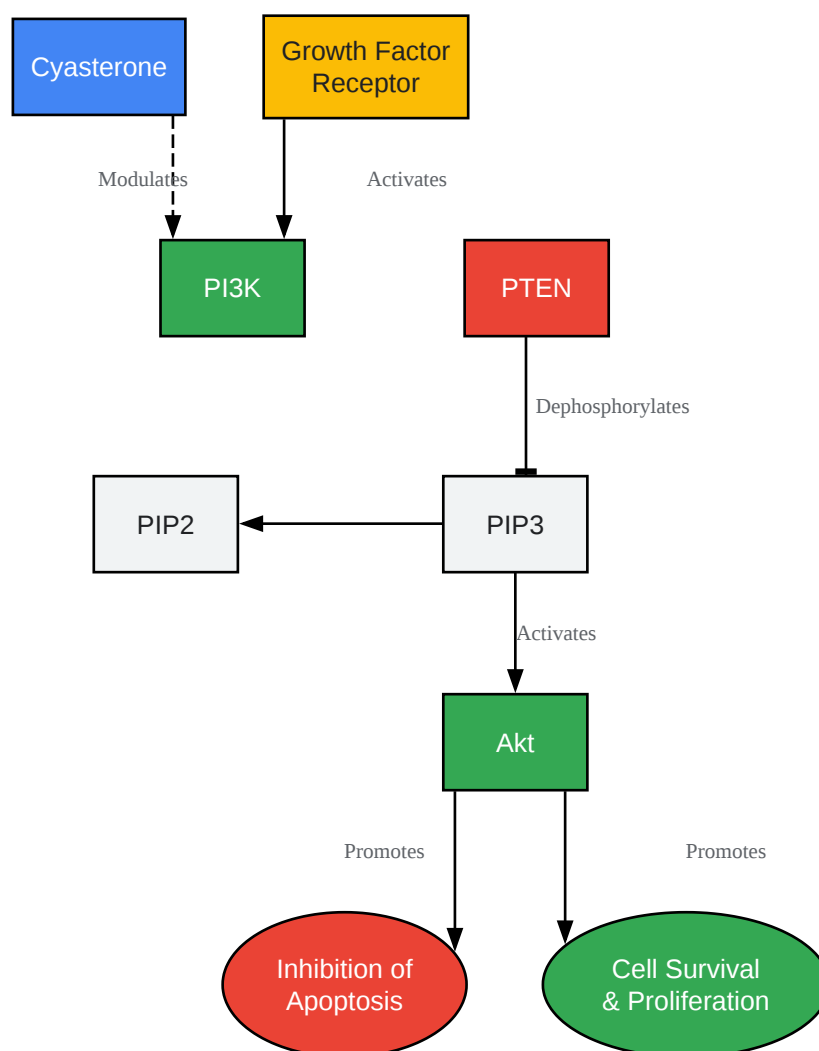 Cyasterone
Growth Factor
Receptor
Modulates
Activates
PI3K
PTEN
Dephosphorylates
PIP2
PIP3
Activates
Akt
Promotes
Promotes
Inhibition of
Apoptosis
Cell Survival
& Proliferation